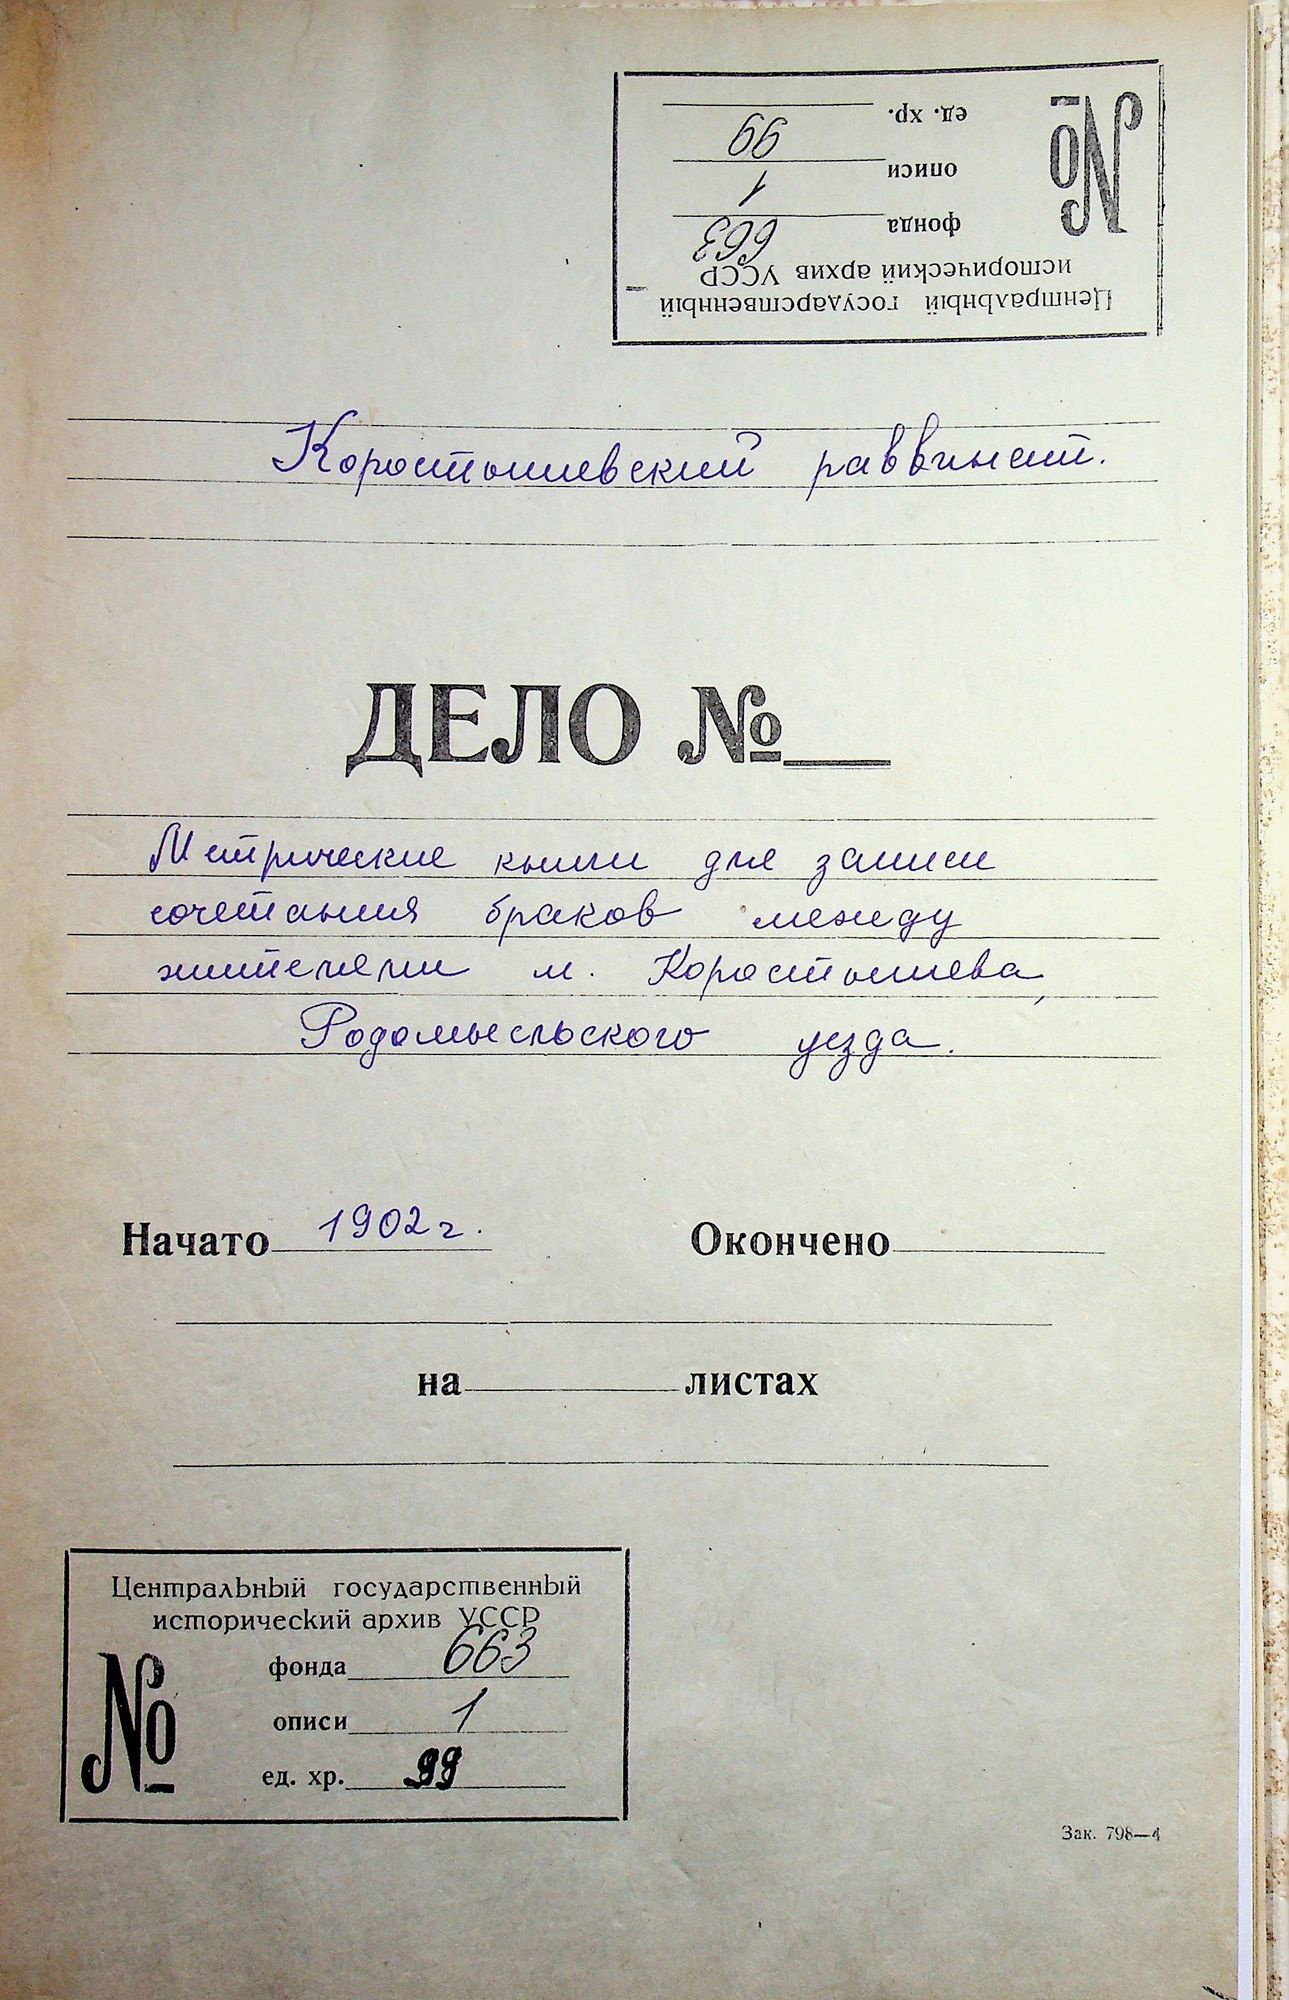 Центральный государственный
исторический архив УССР
№
фонда 663
описи 1
ед. хр. 99
Коростышевский раввинат.
ДЕЛО №
Метрические книги для записи
сочетания браков между
жителями м. Коростышева,
Родомысльского уезда.
Начато 1902 г. Окончено
на листах
Центральный государственный
исторический архив УССР
№
фонда 663
описи 1
ед. хр. 99
Зак. 798—4